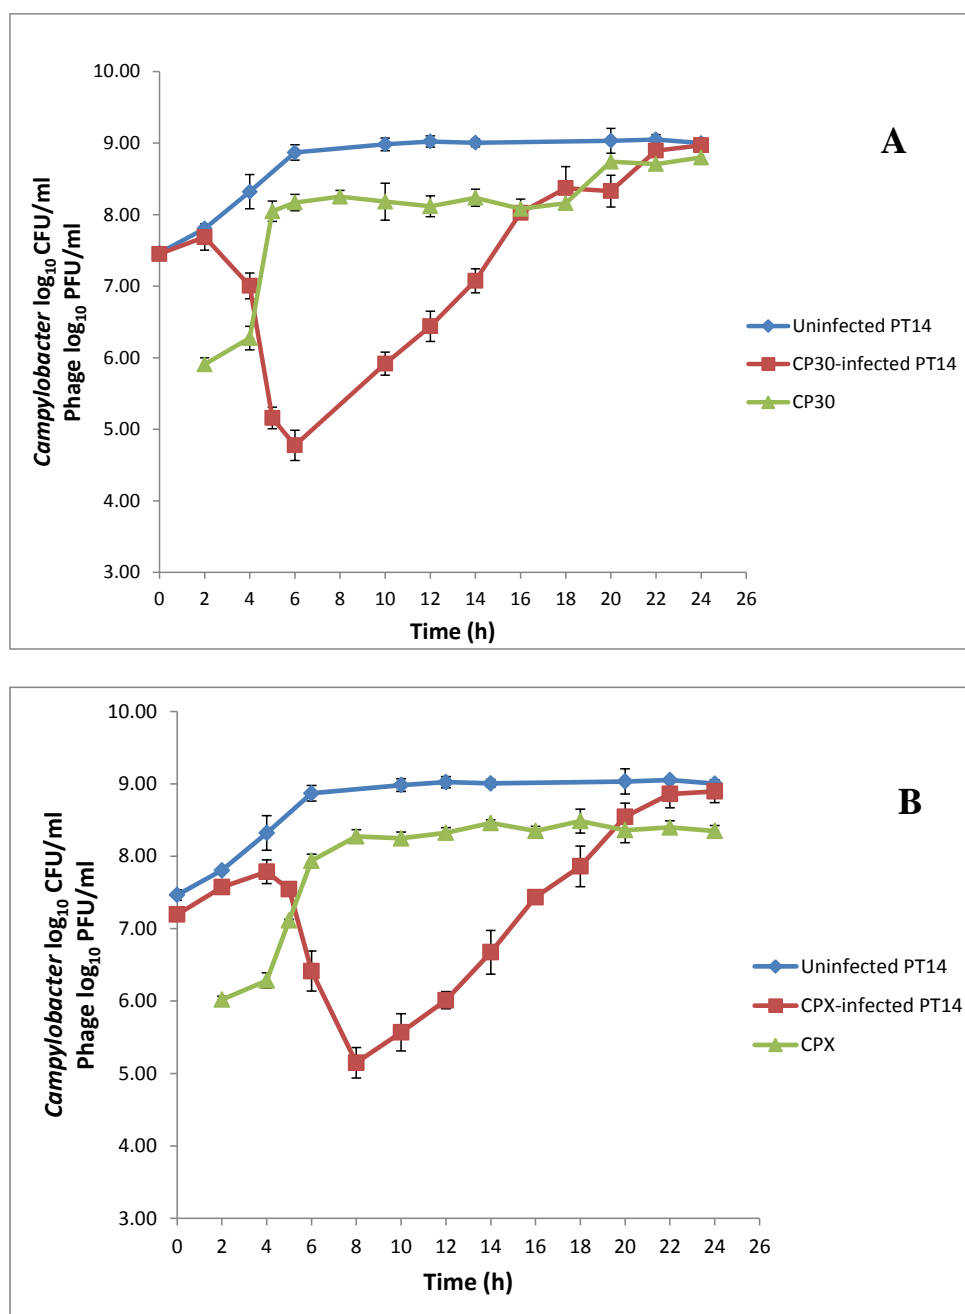 A
10.00
9.00
8.00
7.00
6.00
5.00
4.00
3.00
Campylobacter log10 CFU/ml
Phage log10 PFU/ml
0 2 4 6 8 10 12 14 16 18 20 22 24 26
Time (h)
Uninfected PT14
CP30-infected PT14
CP30
B
10.00
9.00
8.00
7.00
6.00
5.00
4.00
3.00
Campylobacter log10 CFU/ml
Phage log10 PFU/ml
0 2 4 6 8 10 12 14 16 18 20 22 24 26
Time (h)
Uninfected PT14
CPX-infected PT14
CPX